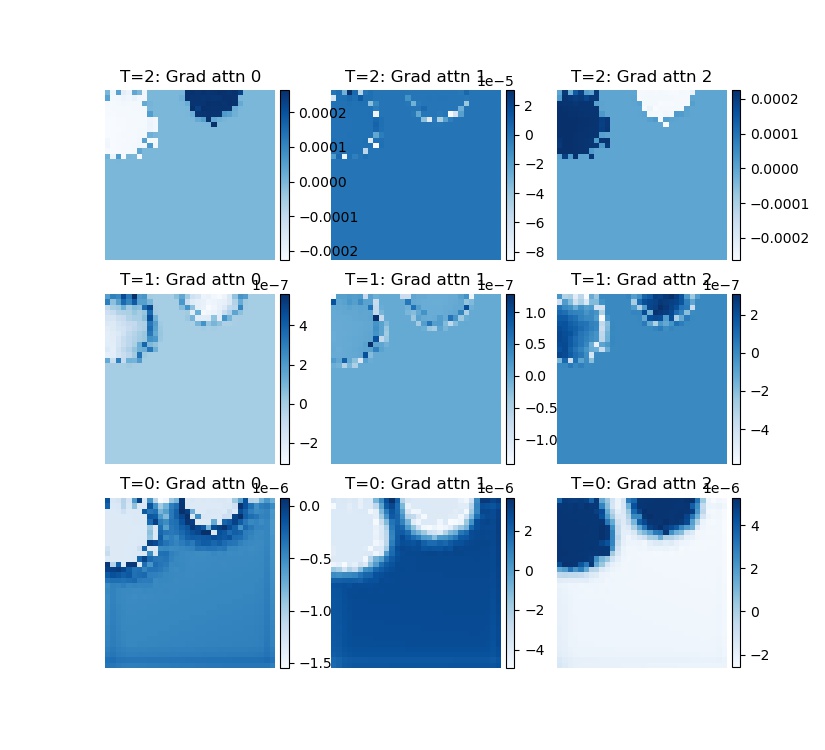 T=2: Grad attn 0
T=2: Grad attn 1
1e−5
T=2: Grad attn 2
0.0002
0.0001
0.0000
−0.0001
−0.0002
2
0
−2
−4
−6
−8
0.0002
0.0001
0.0000
−0.0001
−0.0002
T=1: Grad attn 0
1e−7
T=1: Grad attn 1
1e−7
T=1: Grad attn 2
1e−7
4
2
0
−2
1.0
0.5
0.0
−0.5
−1.0
2
0
−2
−4
T=0: Grad attn 0
1e−6
T=0: Grad attn 1
1e−6
T=0: Grad attn 2
1e−6
0.0
−0.5
−1.0
−1.5
2
0
−2
−4
4
2
0
−2